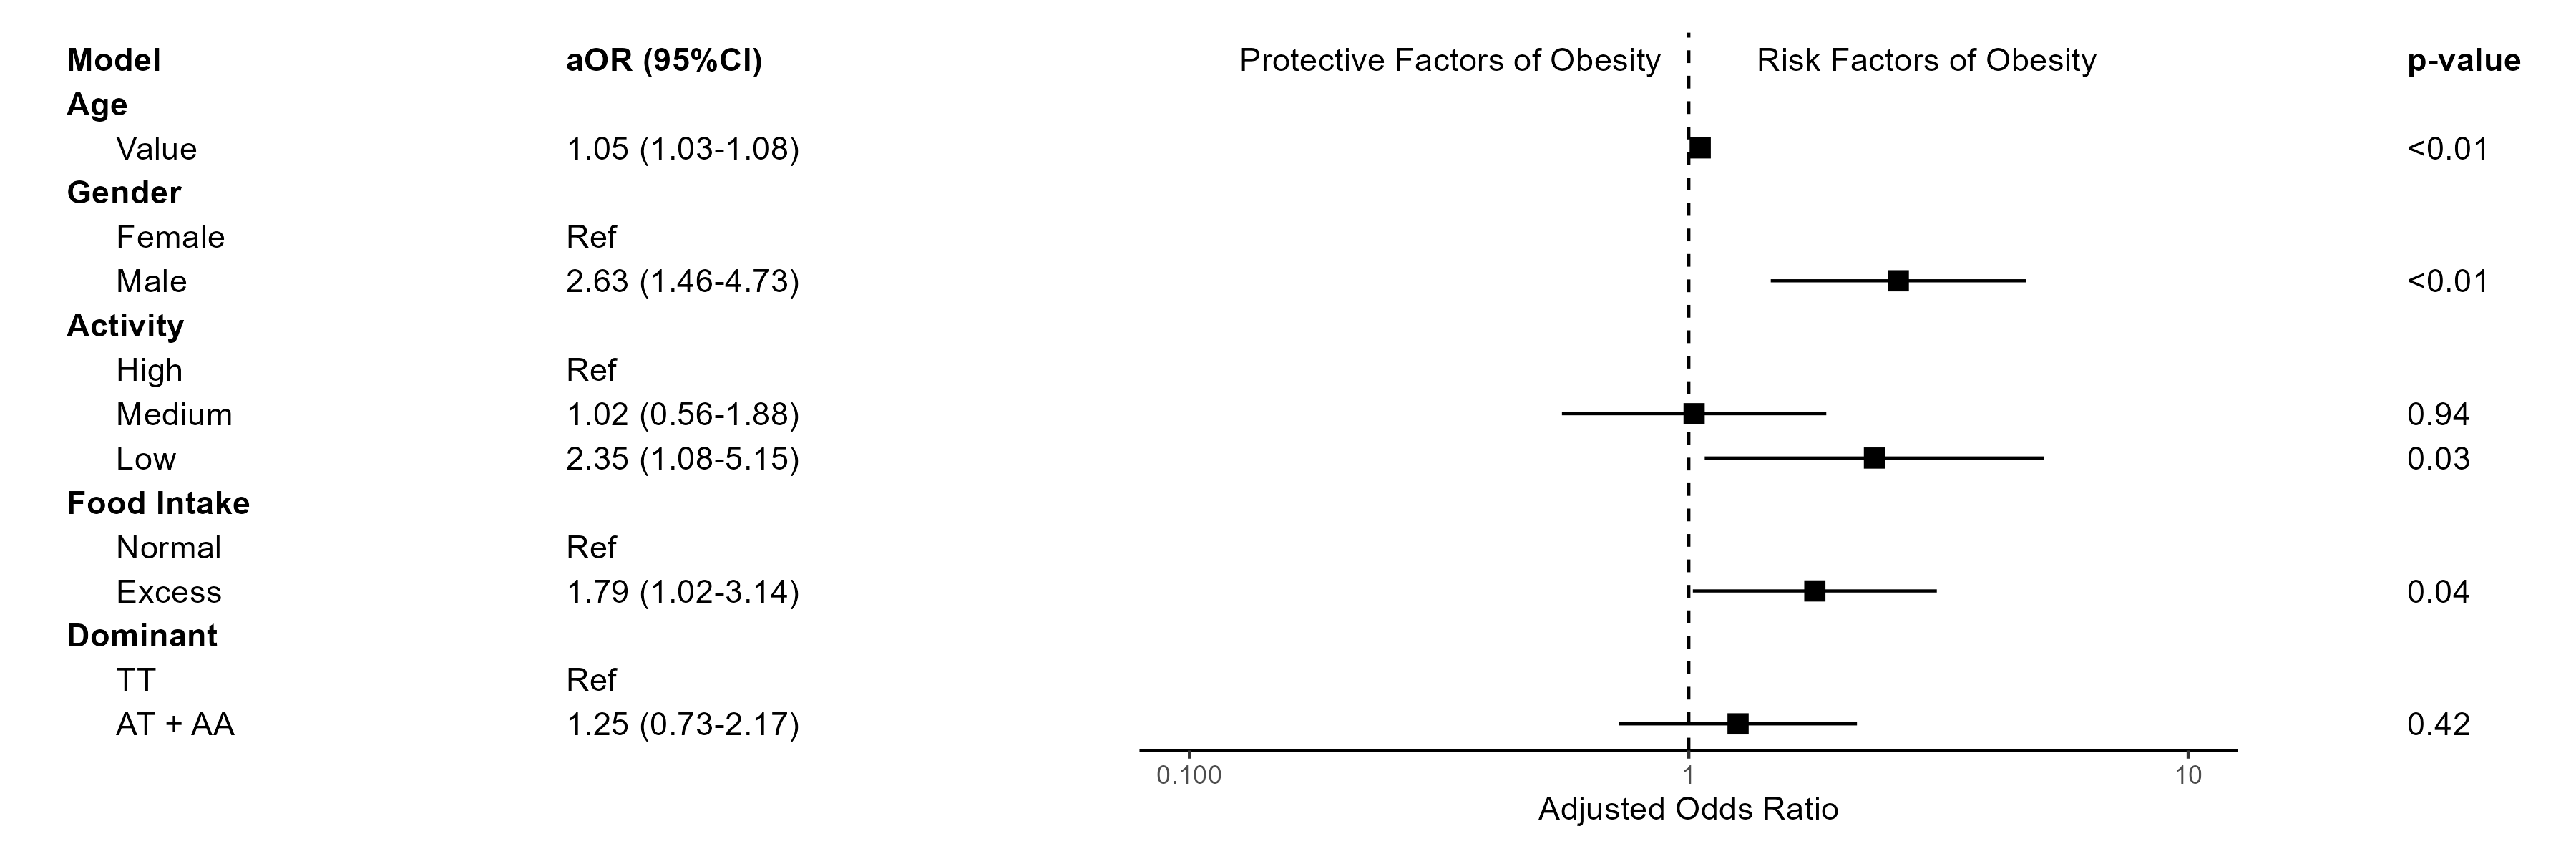 Model aOR (95%CI) Protective Factors of Obesity Risk Factors of Obesity p-value
Age
Value 1.05 (1.03-1.08) <0.01
Gender
Female Ref
Male 2.63 (1.46-4.73) <0.01
Activity
High Ref
Medium 1.02 (0.56-1.88) 0.94
Low 2.35 (1.08-5.15) 0.03
Food Intake
Normal Ref
Excess 1.79 (1.02-3.14) 0.04
Dominant
TT Ref
AT + AA 1.25 (0.73-2.17) 0.42
0.100 1 10
Adjusted Odds Ratio